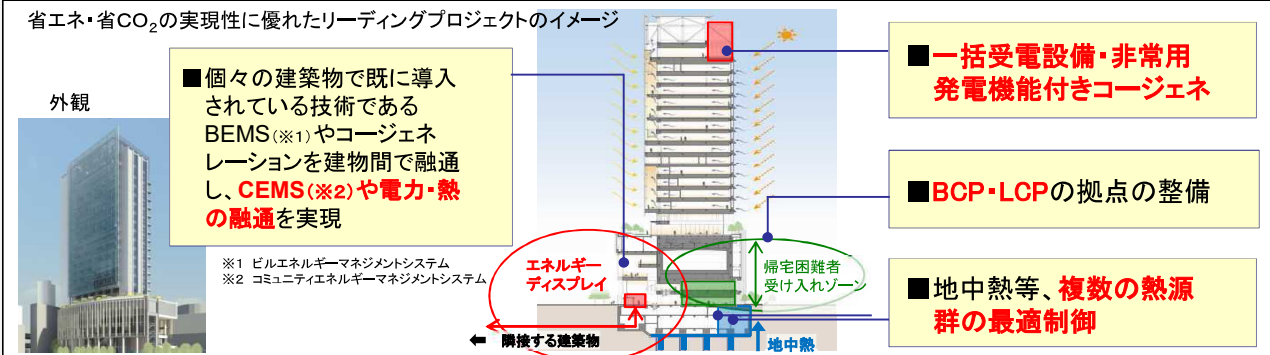 省エネ・省CO2の実現性に優れたリーディングプロジェクトのイメージ
外観
■個々の建築物で既に導入
されている技術である
BEMS(※1)やコージェネ
レーションを建物間で融通
し、CEMS(※2)や電力・熱
の融通を実現
※1 ビルエネルギーマネジメントシステム
※2 コミュニティエネルギーマネジメントシステム
エネルギー
ディスプレイ
帰宅困難者
受け入れゾーン
← 隣接する建築物
地中熱
■一括受電設備・非常用
発電機能付きコージェネ
■BCP・LCPの拠点の整備
■地中熱等、複数の熱源
群の最適制御